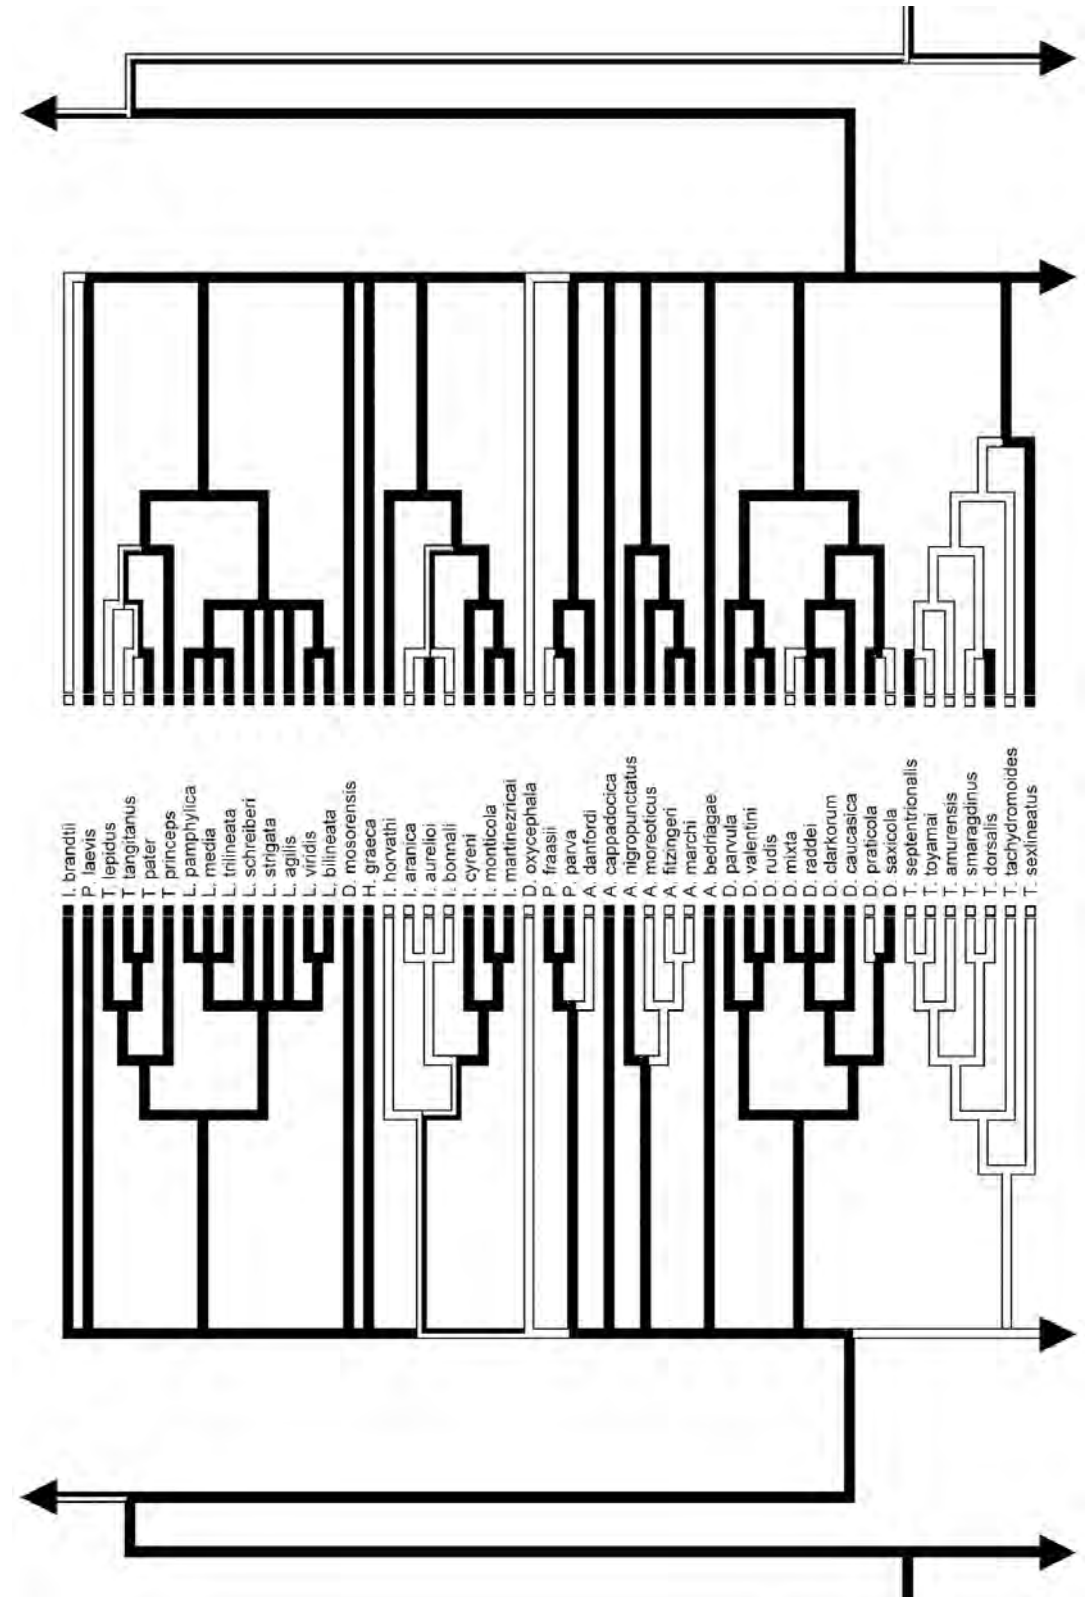 I. brandtii
P. laevis
T. lepidus
T. tangitanus
T. pater
T. princeps
L. pamphylica
L. media
L. trilineata
L. schreiberi
L. strigata
L. agilis
L. viridis
L. bilineata
D. mosorensis
H. graeca
I. horvathi
I. aranica
I. aurelioi
I. bonnali
I. cyreni
I. monticola
I. martinezricai
D. oxycephala
P. fraasii
P. parva
A. danfordi
A. cappadocica
A. nigropunctatus
A. moreoticus
A. fitzingeri
A. marchi
A. bedriagae
D. parvula
D. valentini
D. rudis
D. mixta
D. raddei
D. clarkorum
D. caucasica
D. praticola
D. saxicola
T. septentrionalis
T. toyamai
T. amurensis
T. smaragdinus
T. dorsalis
T. tachydromoides
T. sexlineatus